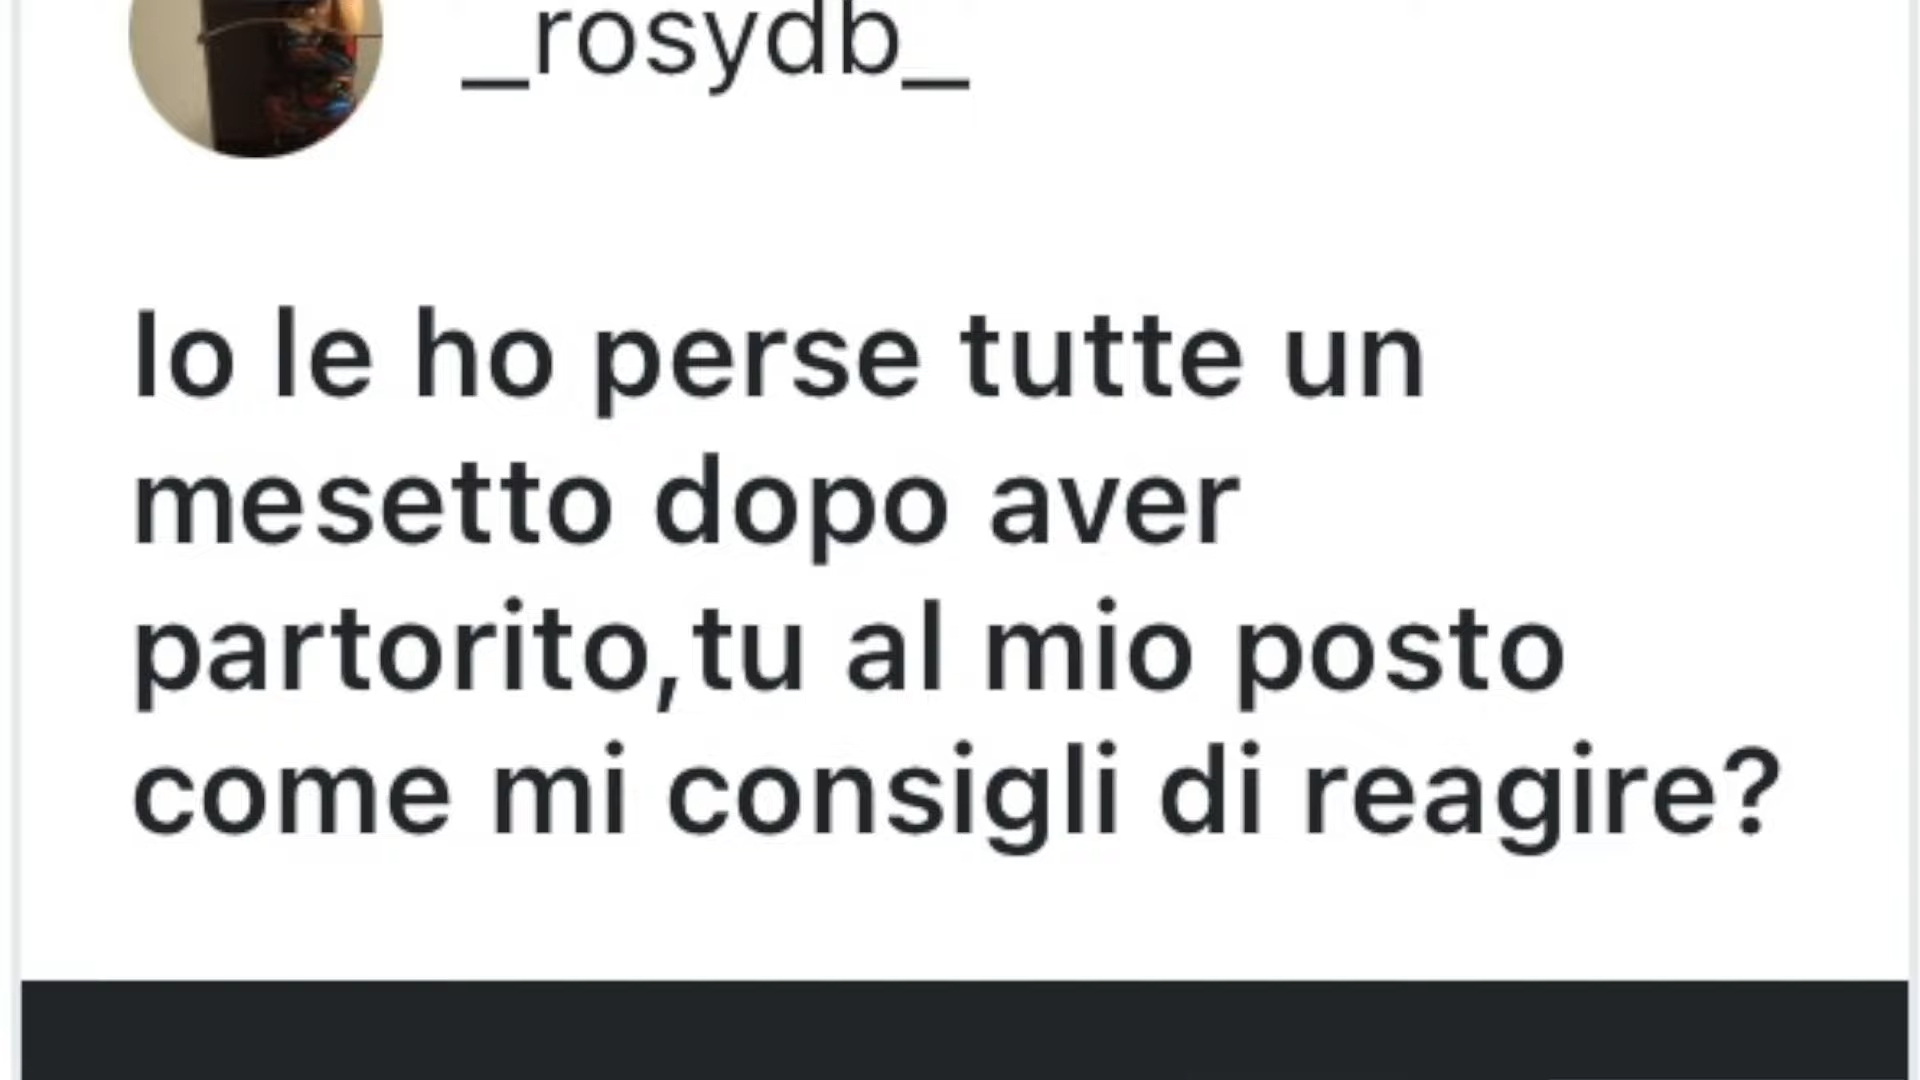 _rosydb_
Io le ho perse tutte un
mesetto dopo aver
partorito,tu al mio posto
come mi consigli di reagire?